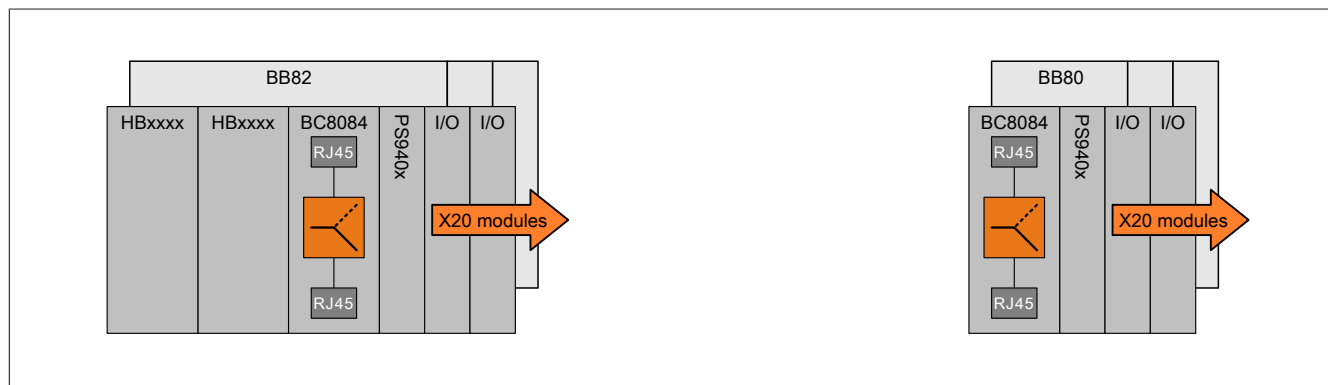 BB82
HBxxxx HBxxxx BC8084 PS940x I/O I/O
RJ45
X20 modules
RJ45
BB80
BC8084 PS940x I/O I/O
RJ45
X20 modules
RJ45